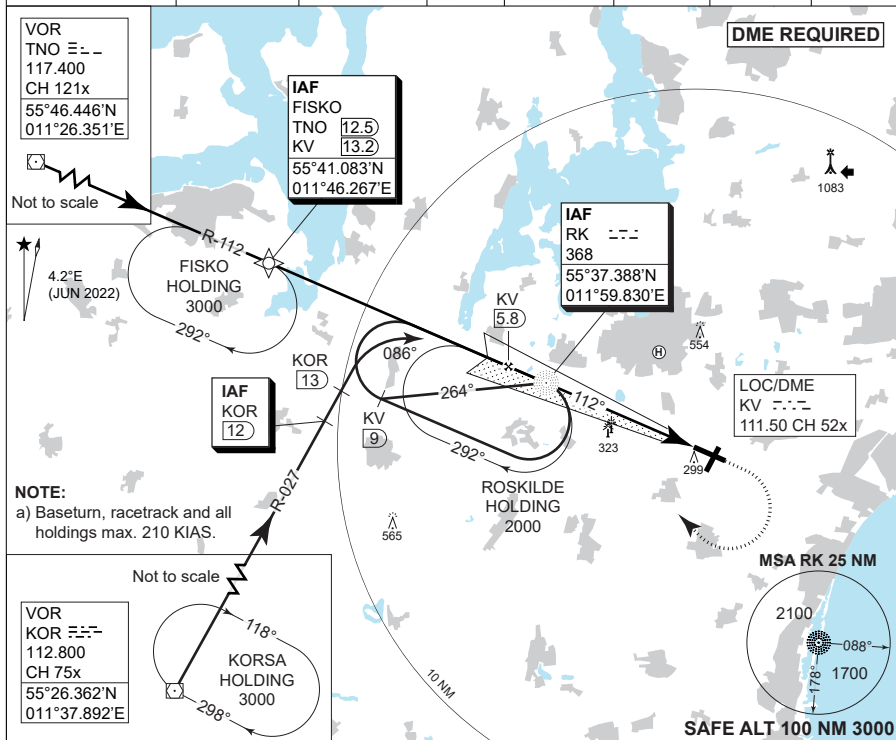 VOR
TNO
117.400
CH 121x
55°46.446'N
011°26.351'E
Not to scale
DME REQUIRED
IAF
FISKO
TNO 12.5
KV 13.2
55°41.083'N
011°46.267'E
1083
R-112
IAF
RK
368
55°37.388'N
011°59.830'E
4.2°E
(JUN 2022)
FISKO
HOLDING
3000
292°
KV
5.8
554
H
086°
KOR
13
264°
112°
LOC/DME
KV
111.50 CH 52x
IAF
KOR
12
KV
9
292°
323
299
ROSKILDE
HOLDING
2000
R-027
NOTE:
a) Baseturn, racetrack and all
holdings max. 210 KIAS.
565
MSA RK 25 NM
Not to scale
2100
088°
1700
178°
VOR
KOR
112.800
CH 75x
55°26.362'N
011°37.892'E
118°
KORSA
HOLDING
3000
298°
10 NM
SAFE ALT 100 NM 3000